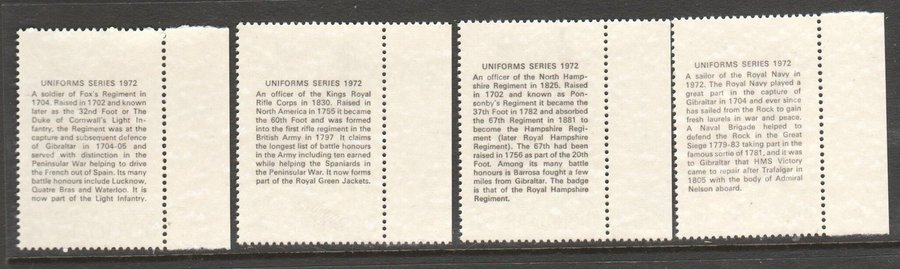 UNIFORMS SERIES 1972
A soldier of Fox's Regiment in
1704. Raised in 1702 and known
later as the 32nd Foot or The
Duke of Cornwall's Light In-
fantry, the Regiment was at the
capture and subsequent defence
of Gibraltar in 1704-05 and
served with distinction in the
Peninsular War helping to drive
the French out of Spain. Its many
battle honours include Lucknow,
Quatre Bras and Waterloo. It is
now part of the Light Infantry.
UNIFORMS SERIES 1972
An officer of the Kings Royal
Rifle Corps in 1830. Raised in
North America in 1755 it became
the 60th Foot and was formed
into the first rifle regiment in the
British Army in 1797 It claims
the longest list of battle honours
in the Army including ten earned
while helping the Spaniards in
the Peninsular War. It now forms
part of the Royal Green Jackets.
UNIFORMS SERIES 1972
An officer of the North Hamp-
shire Regiment in 1825. Raised
in 1702 and known as Pon-
sonby's Regiment it became the
37th Foot in 1782 and absorbed
the 67th Regiment in 1881 to
become the Hampshire Regi-
ment (later Royal Hampshire
Regiment). The 67th had been
raised in 1756 as part of the 20th
Foot. Among its many battle
honours is Barrosa fought a few
miles from Gibraltar. The badge
is that of the Royal Hampshire
Regiment.
UNIFORMS SERIES 1972
A sailor of the Royal Navy in
1972. The Royal Navy played a
great part in the capture of
Gibraltar in 1704 and ever since
has sailed from the Rock to gain
fresh laurels in war and peace.
A Naval Brigade helped to
defend the Rock in the Great
Siege 1779-83 taking part in the
famous sortie of 1781, and it was
to Gibraltar that HMS Victory
came to repair after Trafalgar in
1805 with the body of Admiral
Nelson aboard.